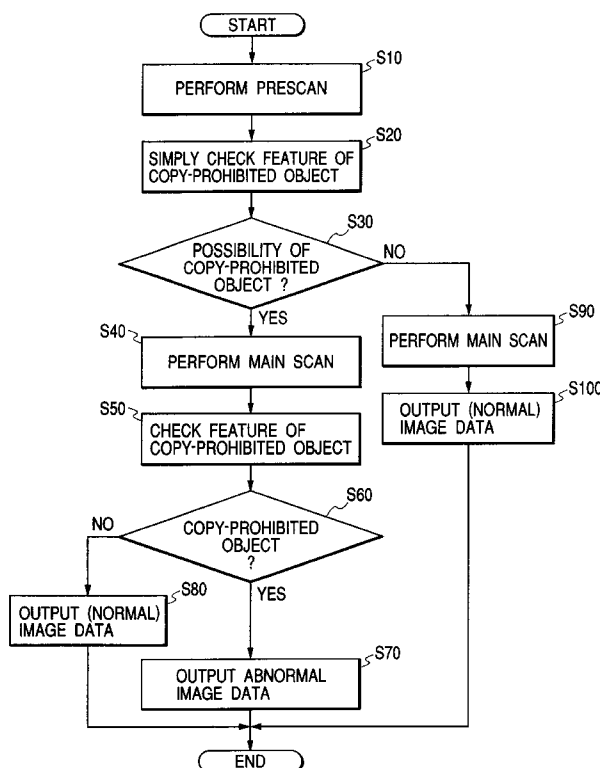 START
S10
PERFORM PRESCAN
S20
SIMPLY CHECK FEATURE OF
COPY-PROHIBITED OBJECT
S30
POSSIBILITY OF
COPY-PROHIBITED
OBJECT ?
NO
YES
S40
PERFORM MAIN SCAN
S90
PERFORM MAIN SCAN
S50
CHECK FEATURE OF
COPY-PROHIBITED OBJECT
S100
OUTPUT (NORMAL)
IMAGE DATA
S60
COPY-PROHIBITED
OBJECT
?
NO
YES
S80
OUTPUT (NORMAL)
IMAGE DATA
S70
OUTPUT ABNORMAL
IMAGE DATA
END